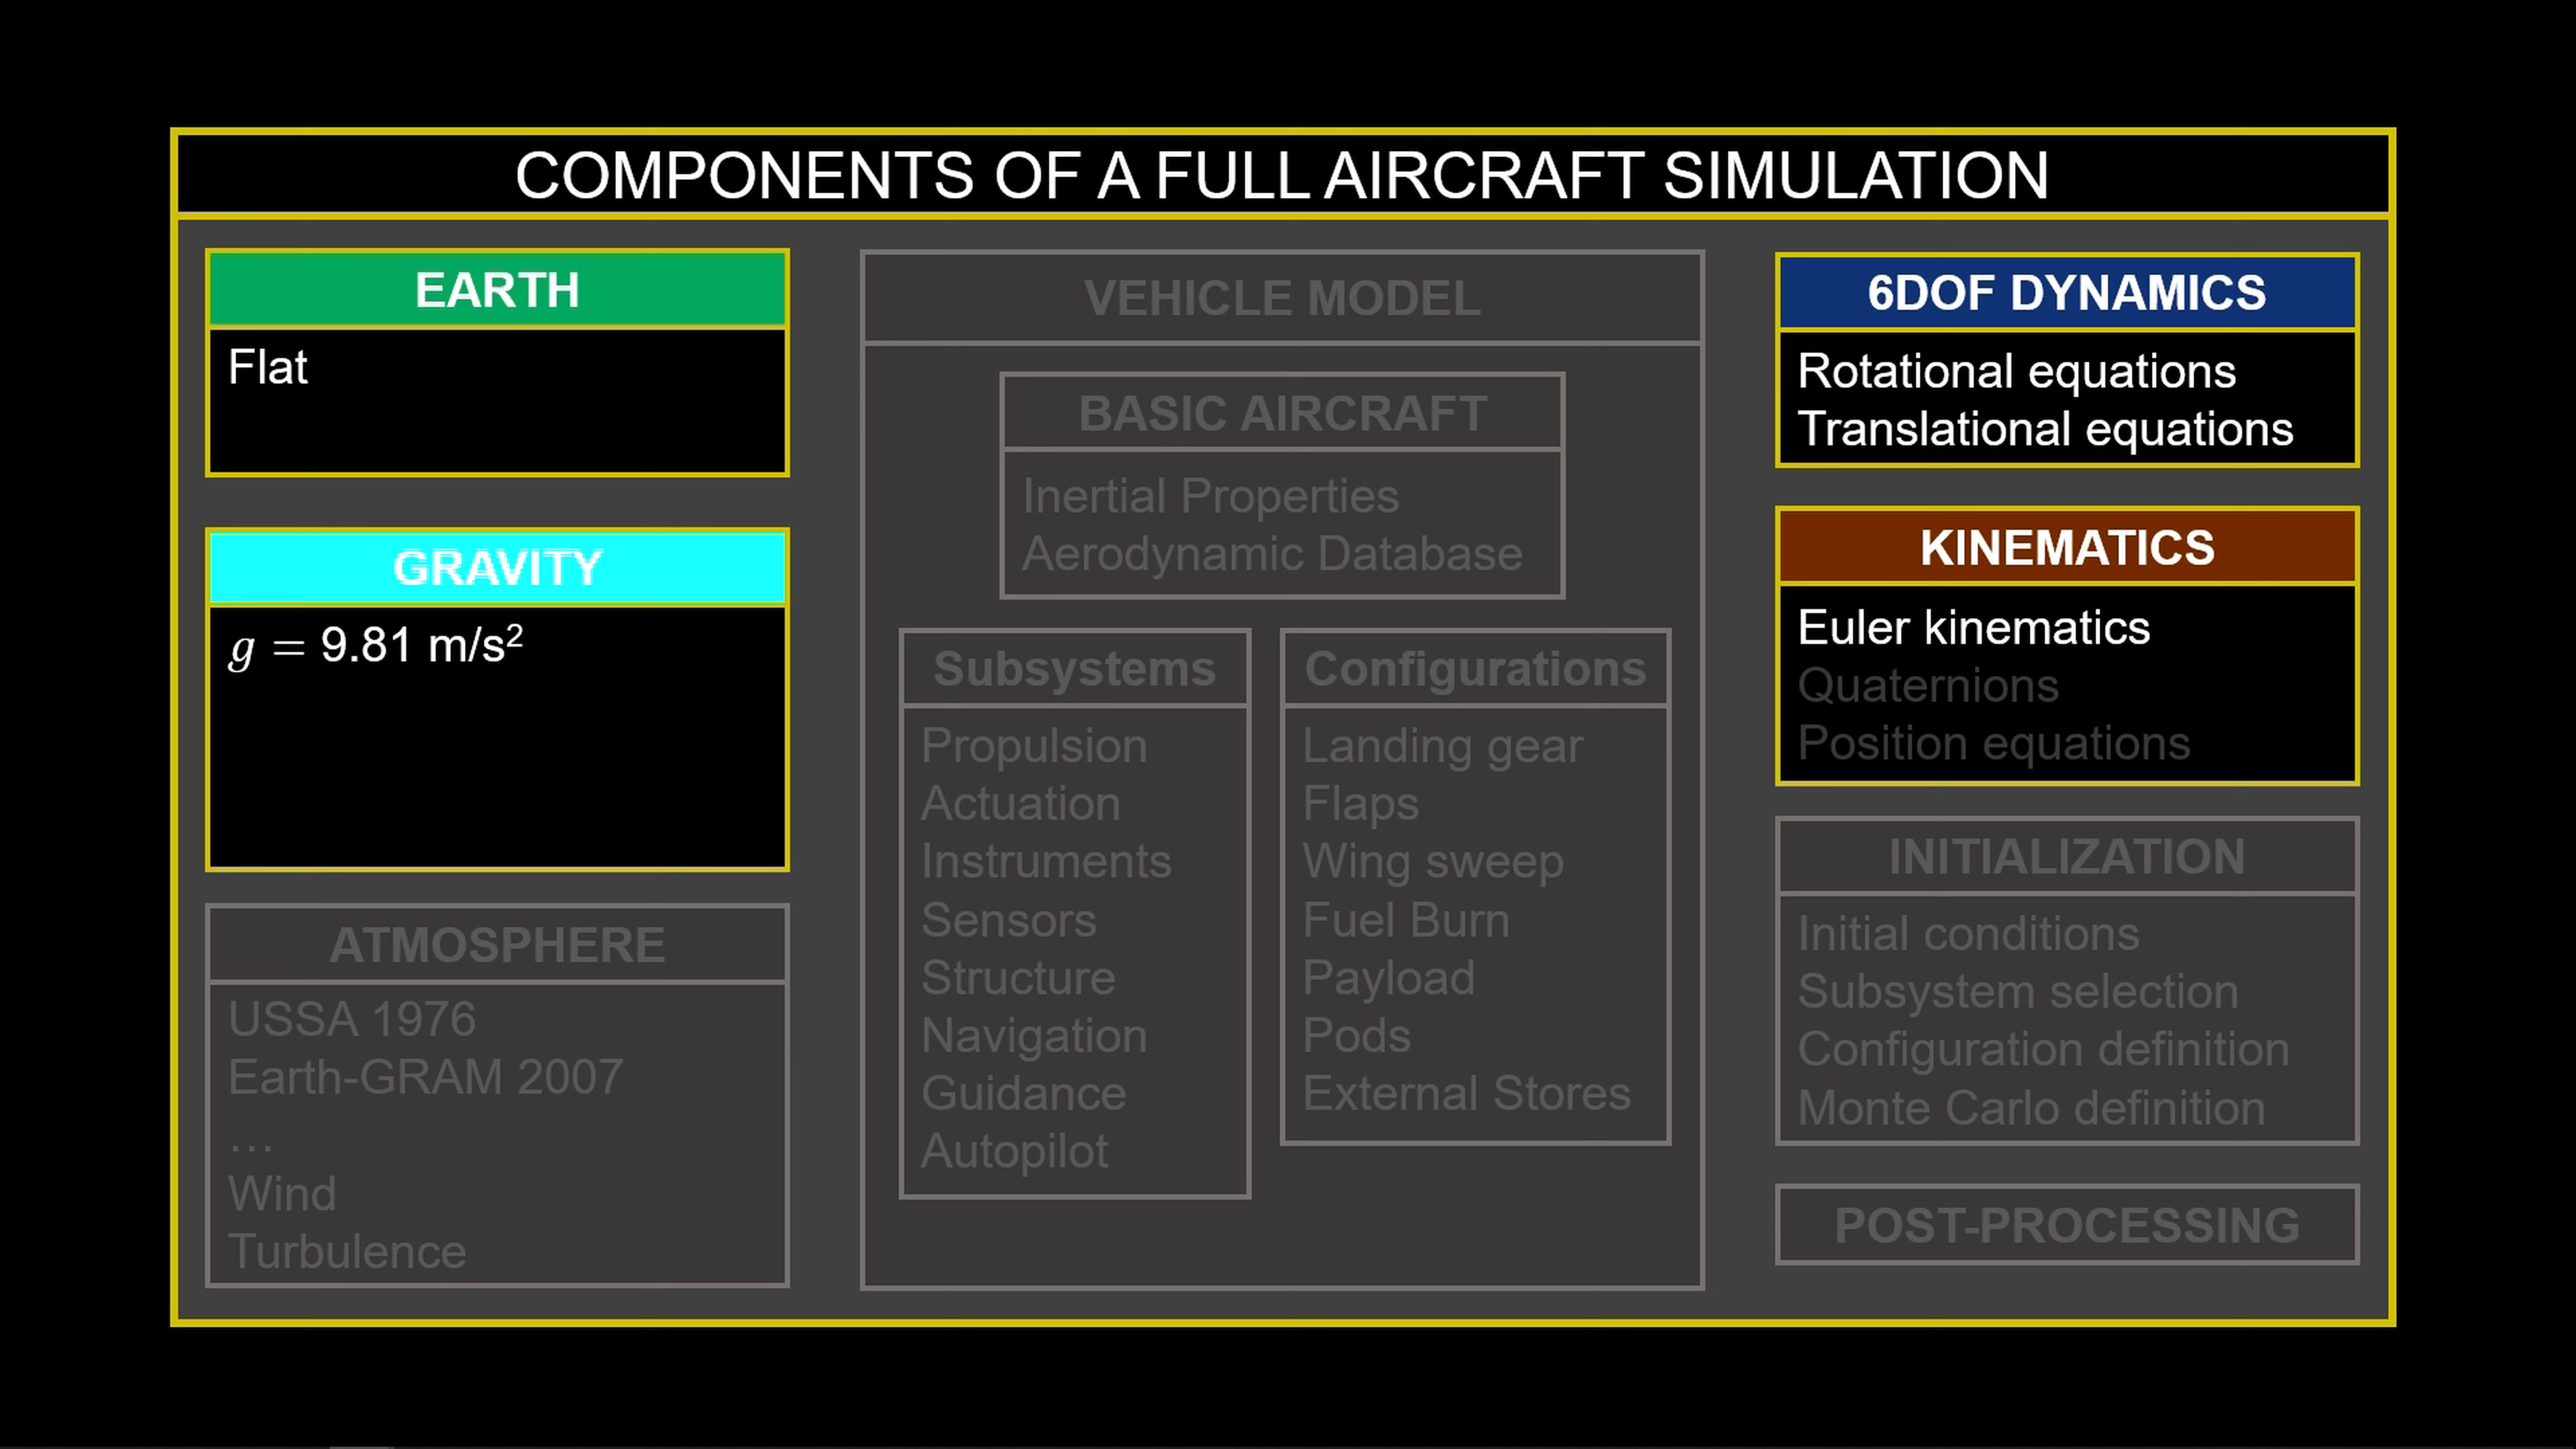 COMPONENTS OF A FULL AIRCRAFT SIMULATION
EARTH
Flat
GRAVITY
g = 9.81 m/s²
ATMOSPHERE
USSA 1976
Earth-GRAM 2007
...
Wind
Turbulence
VEHICLE MODEL
BASIC AIRCRAFT
Inertial Properties
Aerodynamic Database
Subsystems
Propulsion
Actuation
Instruments
Sensors
Structure
Navigation
Guidance
Autopilot
Configurations
Landing gear
Flaps
Wing sweep
Fuel Burn
Payload
Pods
External Stores
6DOF DYNAMICS
Rotational equations
Translational equations
KINEMATICS
Euler kinematics
Quaternions
Position equations
INITIALIZATION
Initial conditions
Subsystem selection
Configuration definition
Monte Carlo definition
POST-PROCESSING